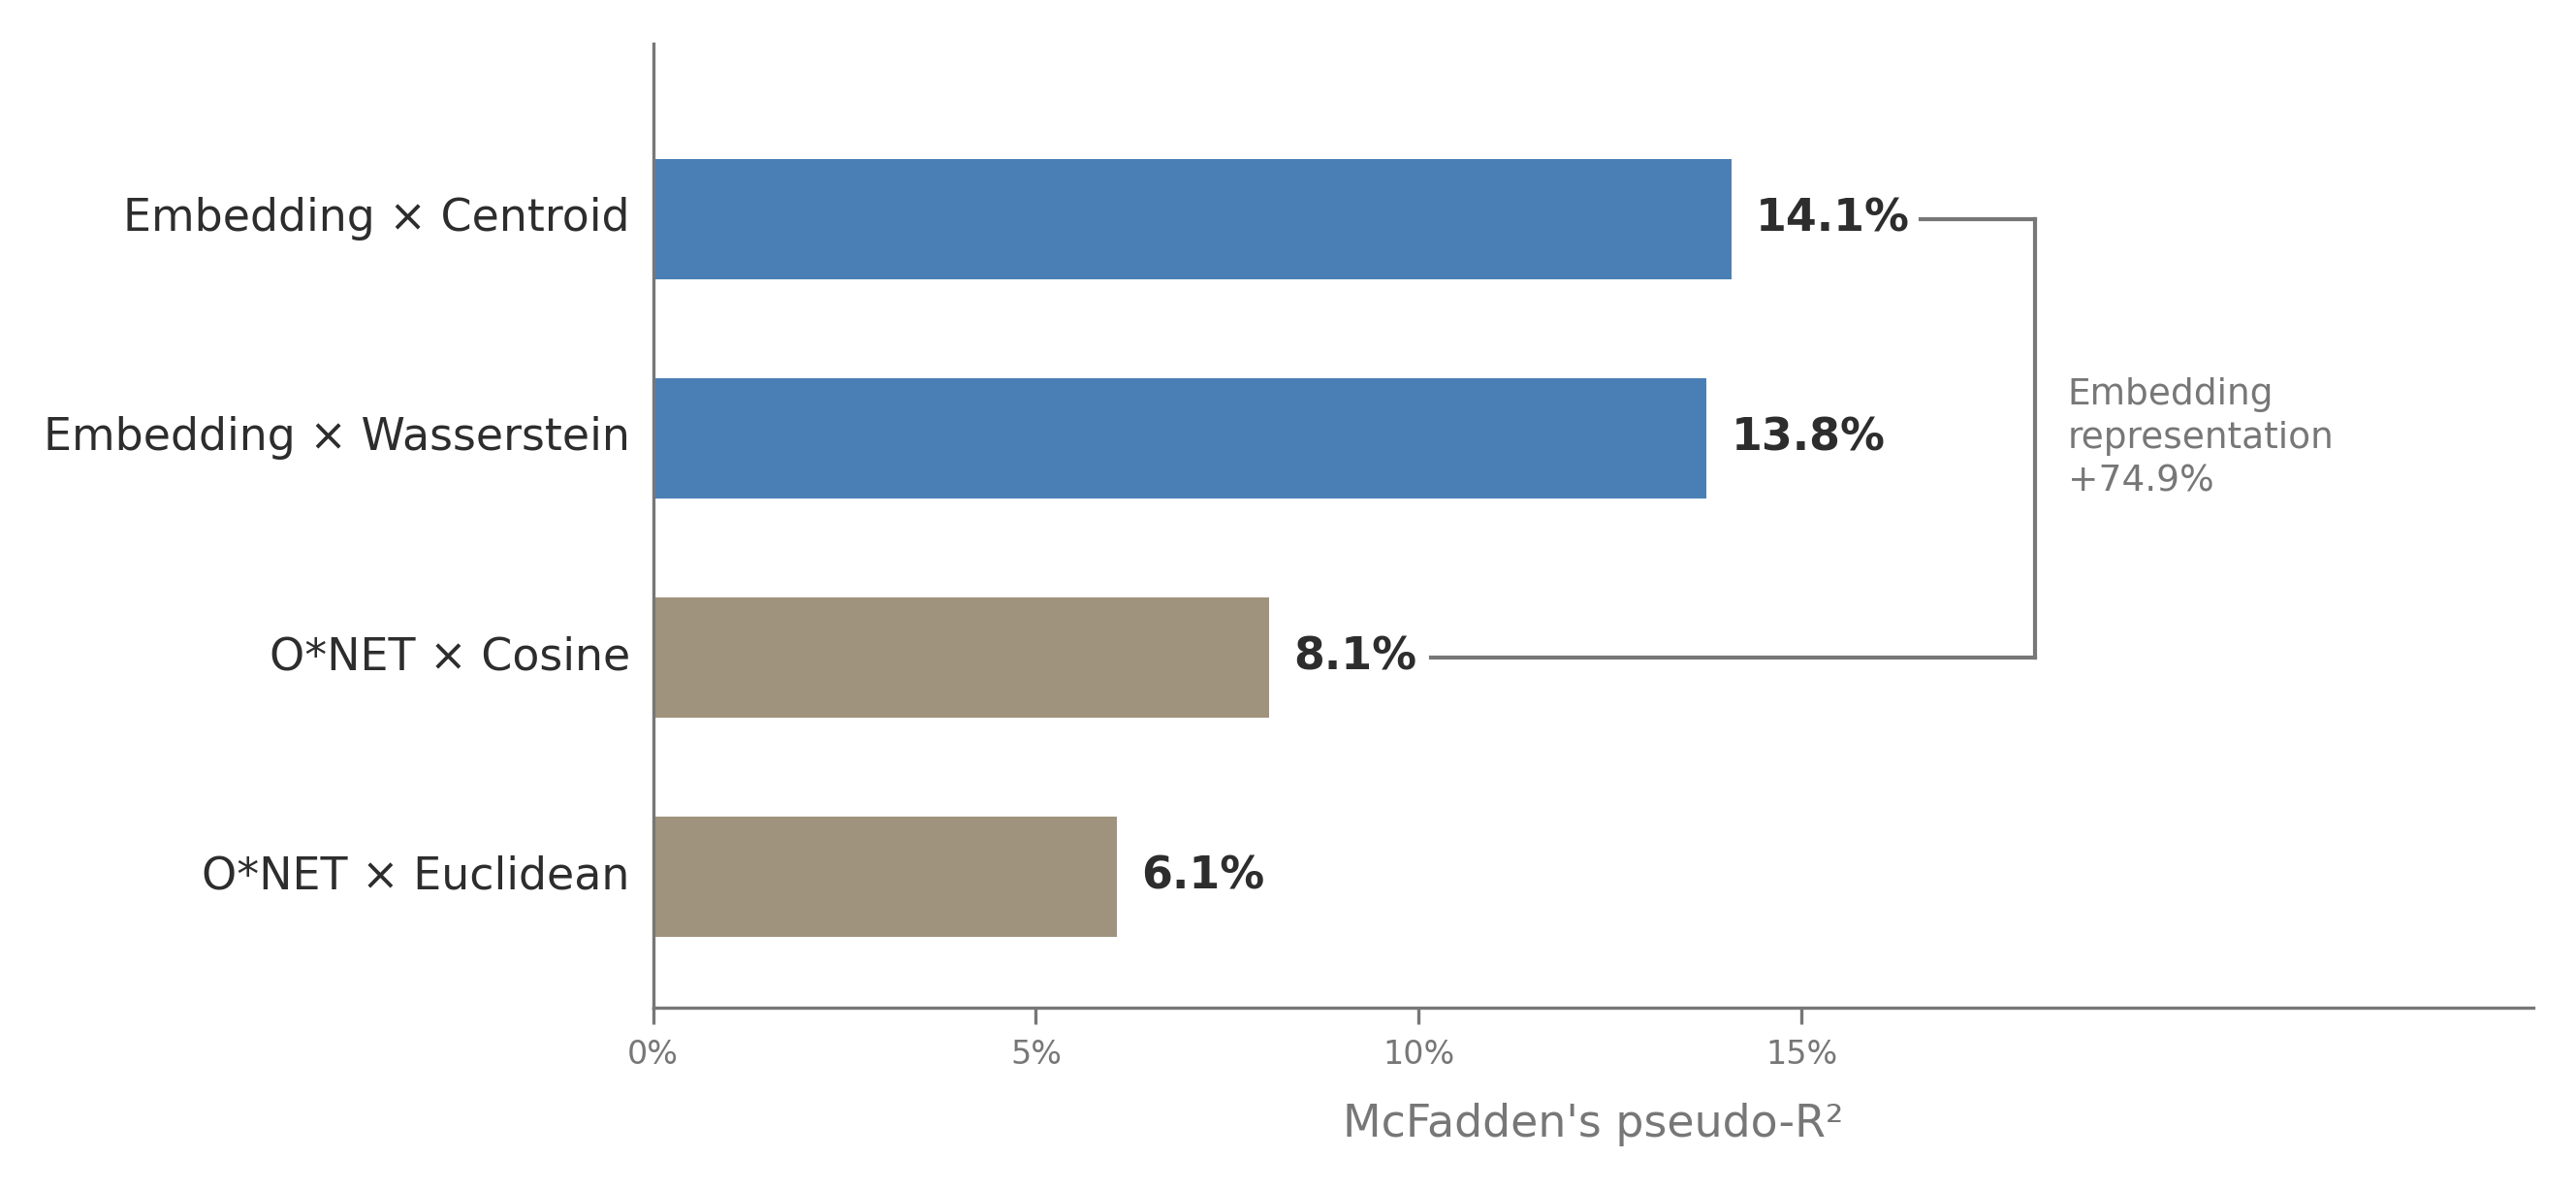 Embedding × Centroid
14.1%
Embedding × Wasserstein
13.8%
Embedding
representation
+74.9%
O*NET × Cosine
8.1%
O*NET × Euclidean
6.1%
0%
5%
10%
15%
McFadden's pseudo-R²